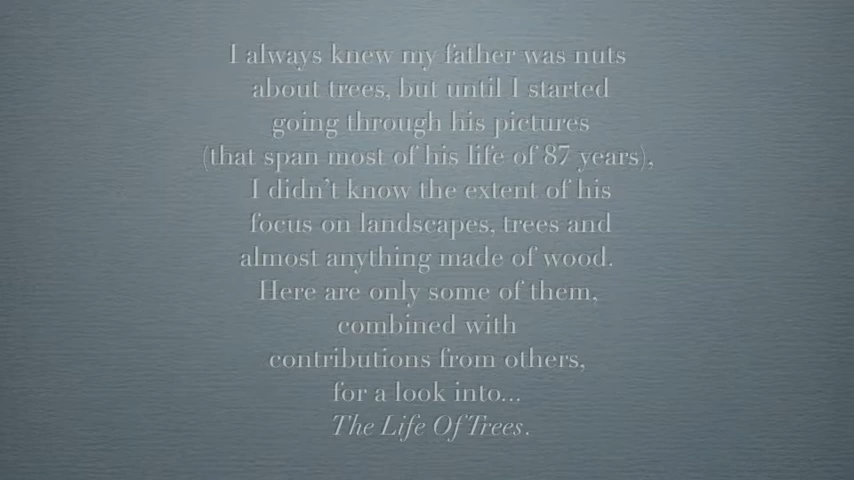 I always knew my father was nuts
about trees, but until I started
going through his pictures
(that span most of his life of 87 years),
I didn't know the extent of his
focus on landscapes, trees and
almost anything made of wood.
Here are only some of them,
combined with
contributions from others,
for a look into...
The Life Of Trees.